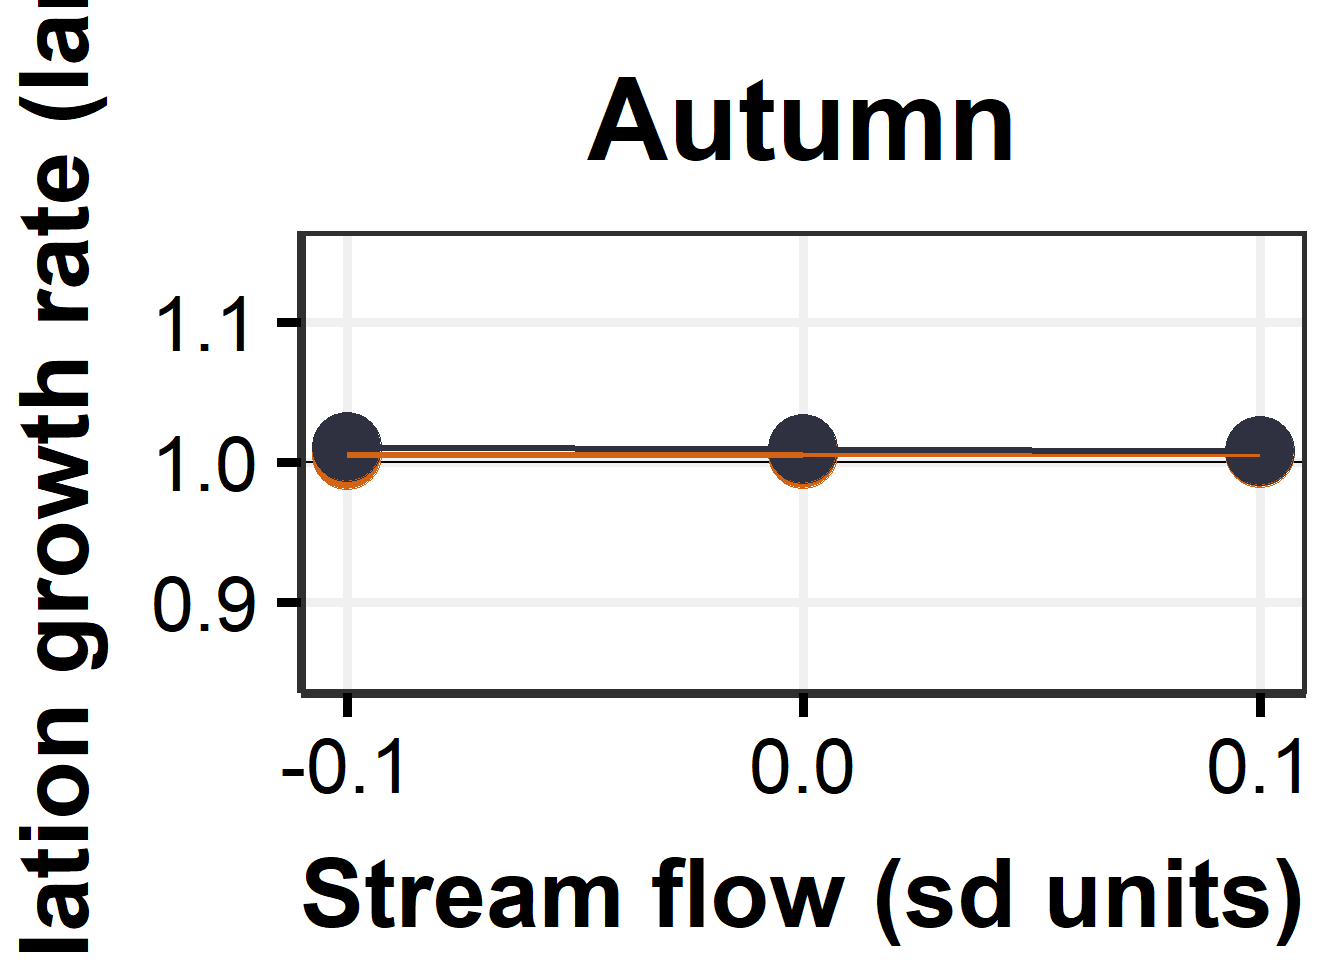 Autumn
lation growth rate (la
1.1
1.0
0.9
-0.1 0.0 0.1
Stream flow (sd units)